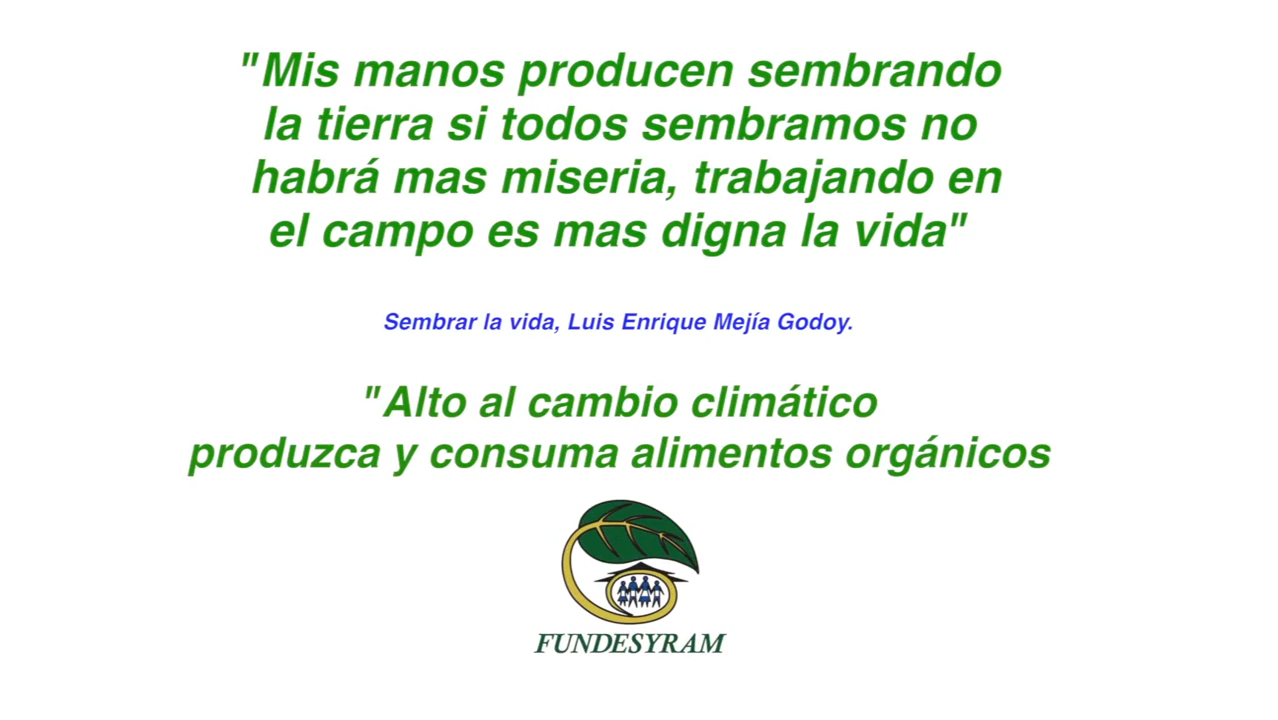 "Mis manos producen sembrando
la tierra si todos sembramos no
habrá mas miseria, trabajando en
el campo es mas digna la vida"
Sembrar la vida, Luis Enrique Mejía Godoy.
"Alto al cambio climático
produzca y consuma alimentos orgánicos
FUNDESYRAM